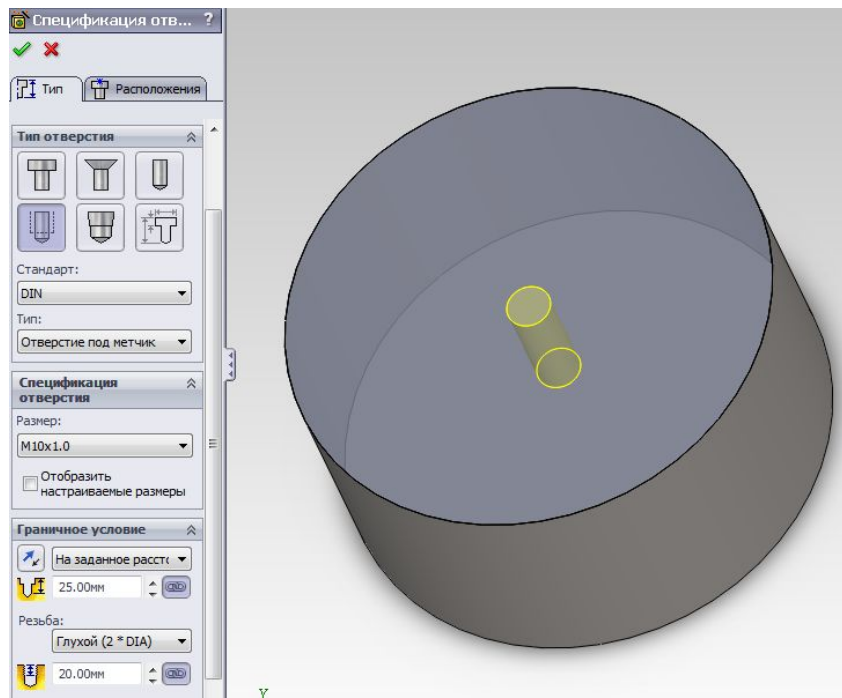 Спецификация отв... ?
Тип
Расположения
Тип отверстия
Стандарт:
DIN
Тип:
Отверстие под метчик
Спецификация
отверстия
Размер:
M10x1.0
Отобразить
настраиваемые размеры
Граничное условие
На заданное расстс
25.00мм
Резьба:
Глухой (2 * DIA)
20.00мм
Y